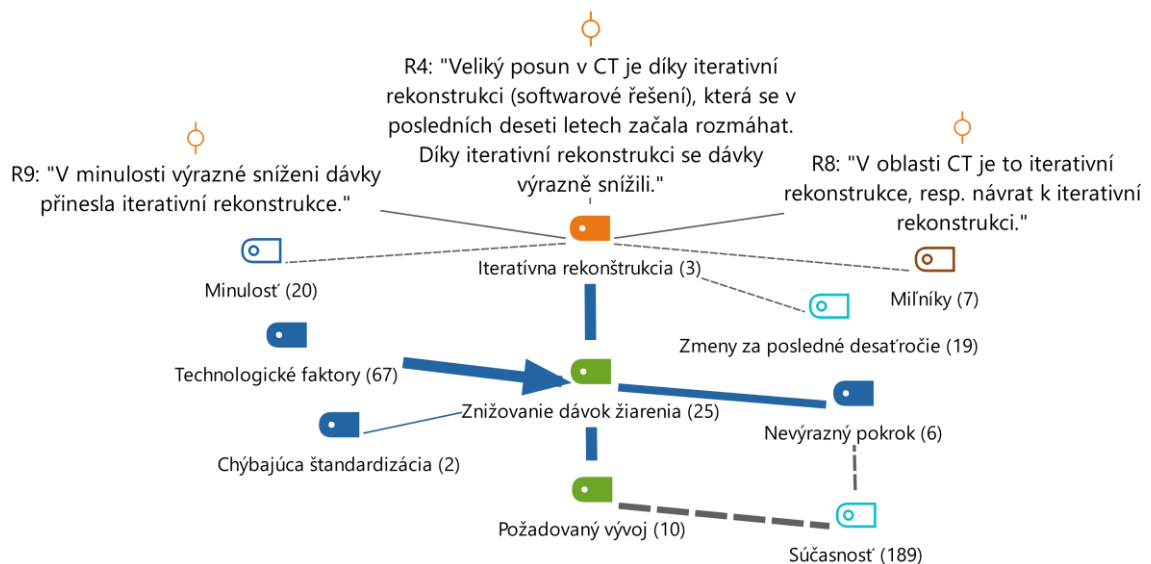 R4: "Veliký posun v CT je díky iterativní
rekonstrukci (softwarové řešení), která se v
posledních deseti letech začala rozmáhat.
Díky iterativní rekonstrukci se dávky
výrazně snížili."
R9: "V minulosti výrazné sníženi dávky
přinesla iterativní rekonstrukce."
R8: "V oblasti CT je to iterativní
rekonstrukce, resp. návrat k iterativní
rekonstrukci."
Iteratívna rekonštrukcia (3)
Minulosť (20)
Míľniky (7)
Zmeny za posledné desaťročie (19)
Technologické faktory (67)
Znižovanie dávok žiarenia (25)
Nevýrazný pokrok (6)
Chýbajúca štandardizácia (2)
Požadovaný vývoj (10)
Súčasnosť (189)